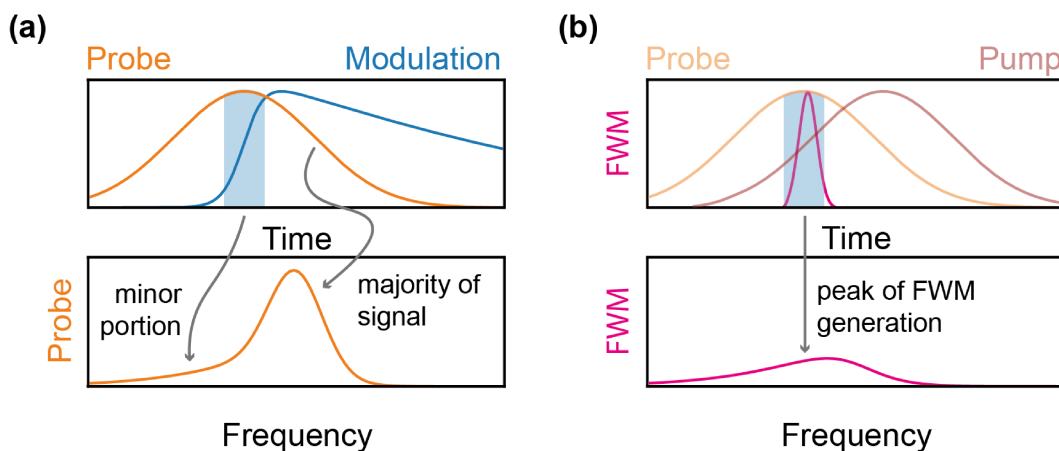 (a)
Probe
Modulation
Time
Probe
minor
portion
majority of
signal
Frequency
(b)
Probe
Pump
FWM
Time
FWM
peak of FWM
generation
Frequency